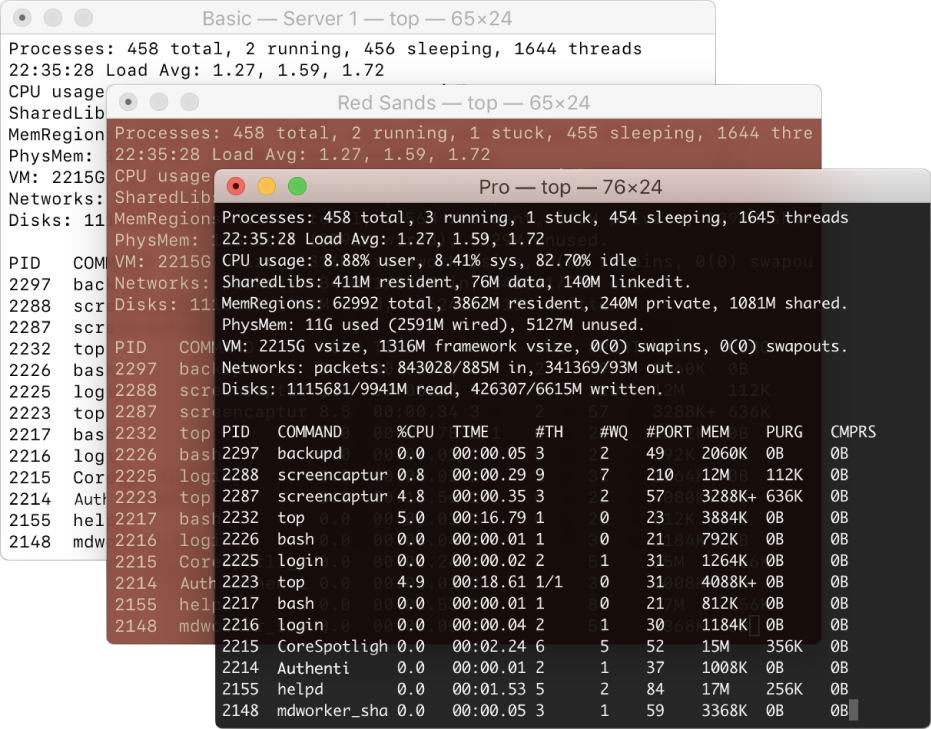 Basic — Server 1 — top — 65×24
Processes: 458 total, 2 running, 456 sleeping, 1644 threads
22:35:28 Load Avg: 1.27, 1.59, 1.72
CPU usage
SharedLib
MemRegion
PhysMem:
VM: 2215G
Networks:
Disks: 11
PID COM
2297 bac
2288 scr
2287 scr
2232 top
2226 bas
2225 log
2223 top
2217 bas
2216 log
2215 Cor
2214 Auth
2155 hel
2148 mdw
Red Sands — top — 65×24
Processes: 458 total, 2 running, 1 stuck, 455 sleeping, 1644 thre
22:35:28 Load Avg: 1.27, 1.59, 1.72
CPU usage
SharedLibs
MemRegions
PhysMem:
VM: 2215G
Networks:
Disks: 111
PID COMM
2297 back
2288 scre
2287 screencaptur 8.5 00:00.34 3 2 57 3288K+ 636K
2232 top
2226 bash
2225 logi
2223 top
2217 bash
2216 logi
2215 Core
2214 Auth
2155 help
2148 mdwo
Pro — top — 76×24
Processes: 458 total, 3 running, 1 stuck, 454 sleeping, 1645 threads
22:35:28 Load Avg: 1.27, 1.59, 1.72
CPU usage: 8.88% user, 8.41% sys, 82.70% idle
SharedLibs: 411M resident, 76M data, 140M linkedit.
MemRegions: 62992 total, 3862M resident, 240M private, 1081M shared.
PhysMem: 11G used (2591M wired), 5127M unused.
VM: 2215G vsize, 1316M framework vsize, 0(0) swapins, 0(0) swapouts.
Networks: packets: 843028/885M in, 341369/93M out.
Disks: 1115681/9941M read, 426307/6615M written.
PID COMMAND %CPU TIME #TH #WQ #PORT MEM PURG CMPRS
2297 backupd 0.0 00:00.05 3 2 49 2060K 0B 0B
2288 screencaptur 0.8 00:00.29 9 7 210 12M 112K 0B
2287 screencaptur 4.8 00:00.35 3 2 57 3288K+ 636K 0B
2232 top 5.0 00:16.79 1 0 23 3884K 0B 0B
2226 bash 0.0 00:00.01 1 0 21 792K 0B 0B
2225 login 0.0 00:00.02 2 1 31 1264K 0B 0B
2223 top 4.9 00:18.61 1/1 0 31 4088K+ 0B 0B
2217 bash 0.0 00:00.01 1 0 21 812K 0B 0B
2216 login 0.0 00:00.04 2 1 30 1184K 0B 0B
2215 CoreSpotligh 0.0 00:02.24 6 5 52 15M 356K 0B
2214 Authenti 0.0 00:00.01 2 1 37 1008K 0B 0B
2155 helpd 0.0 00:01.53 5 2 84 17M 256K 0B
2148 mdworker_sha 0.0 00:00.05 3 1 59 3368K 0B 0B